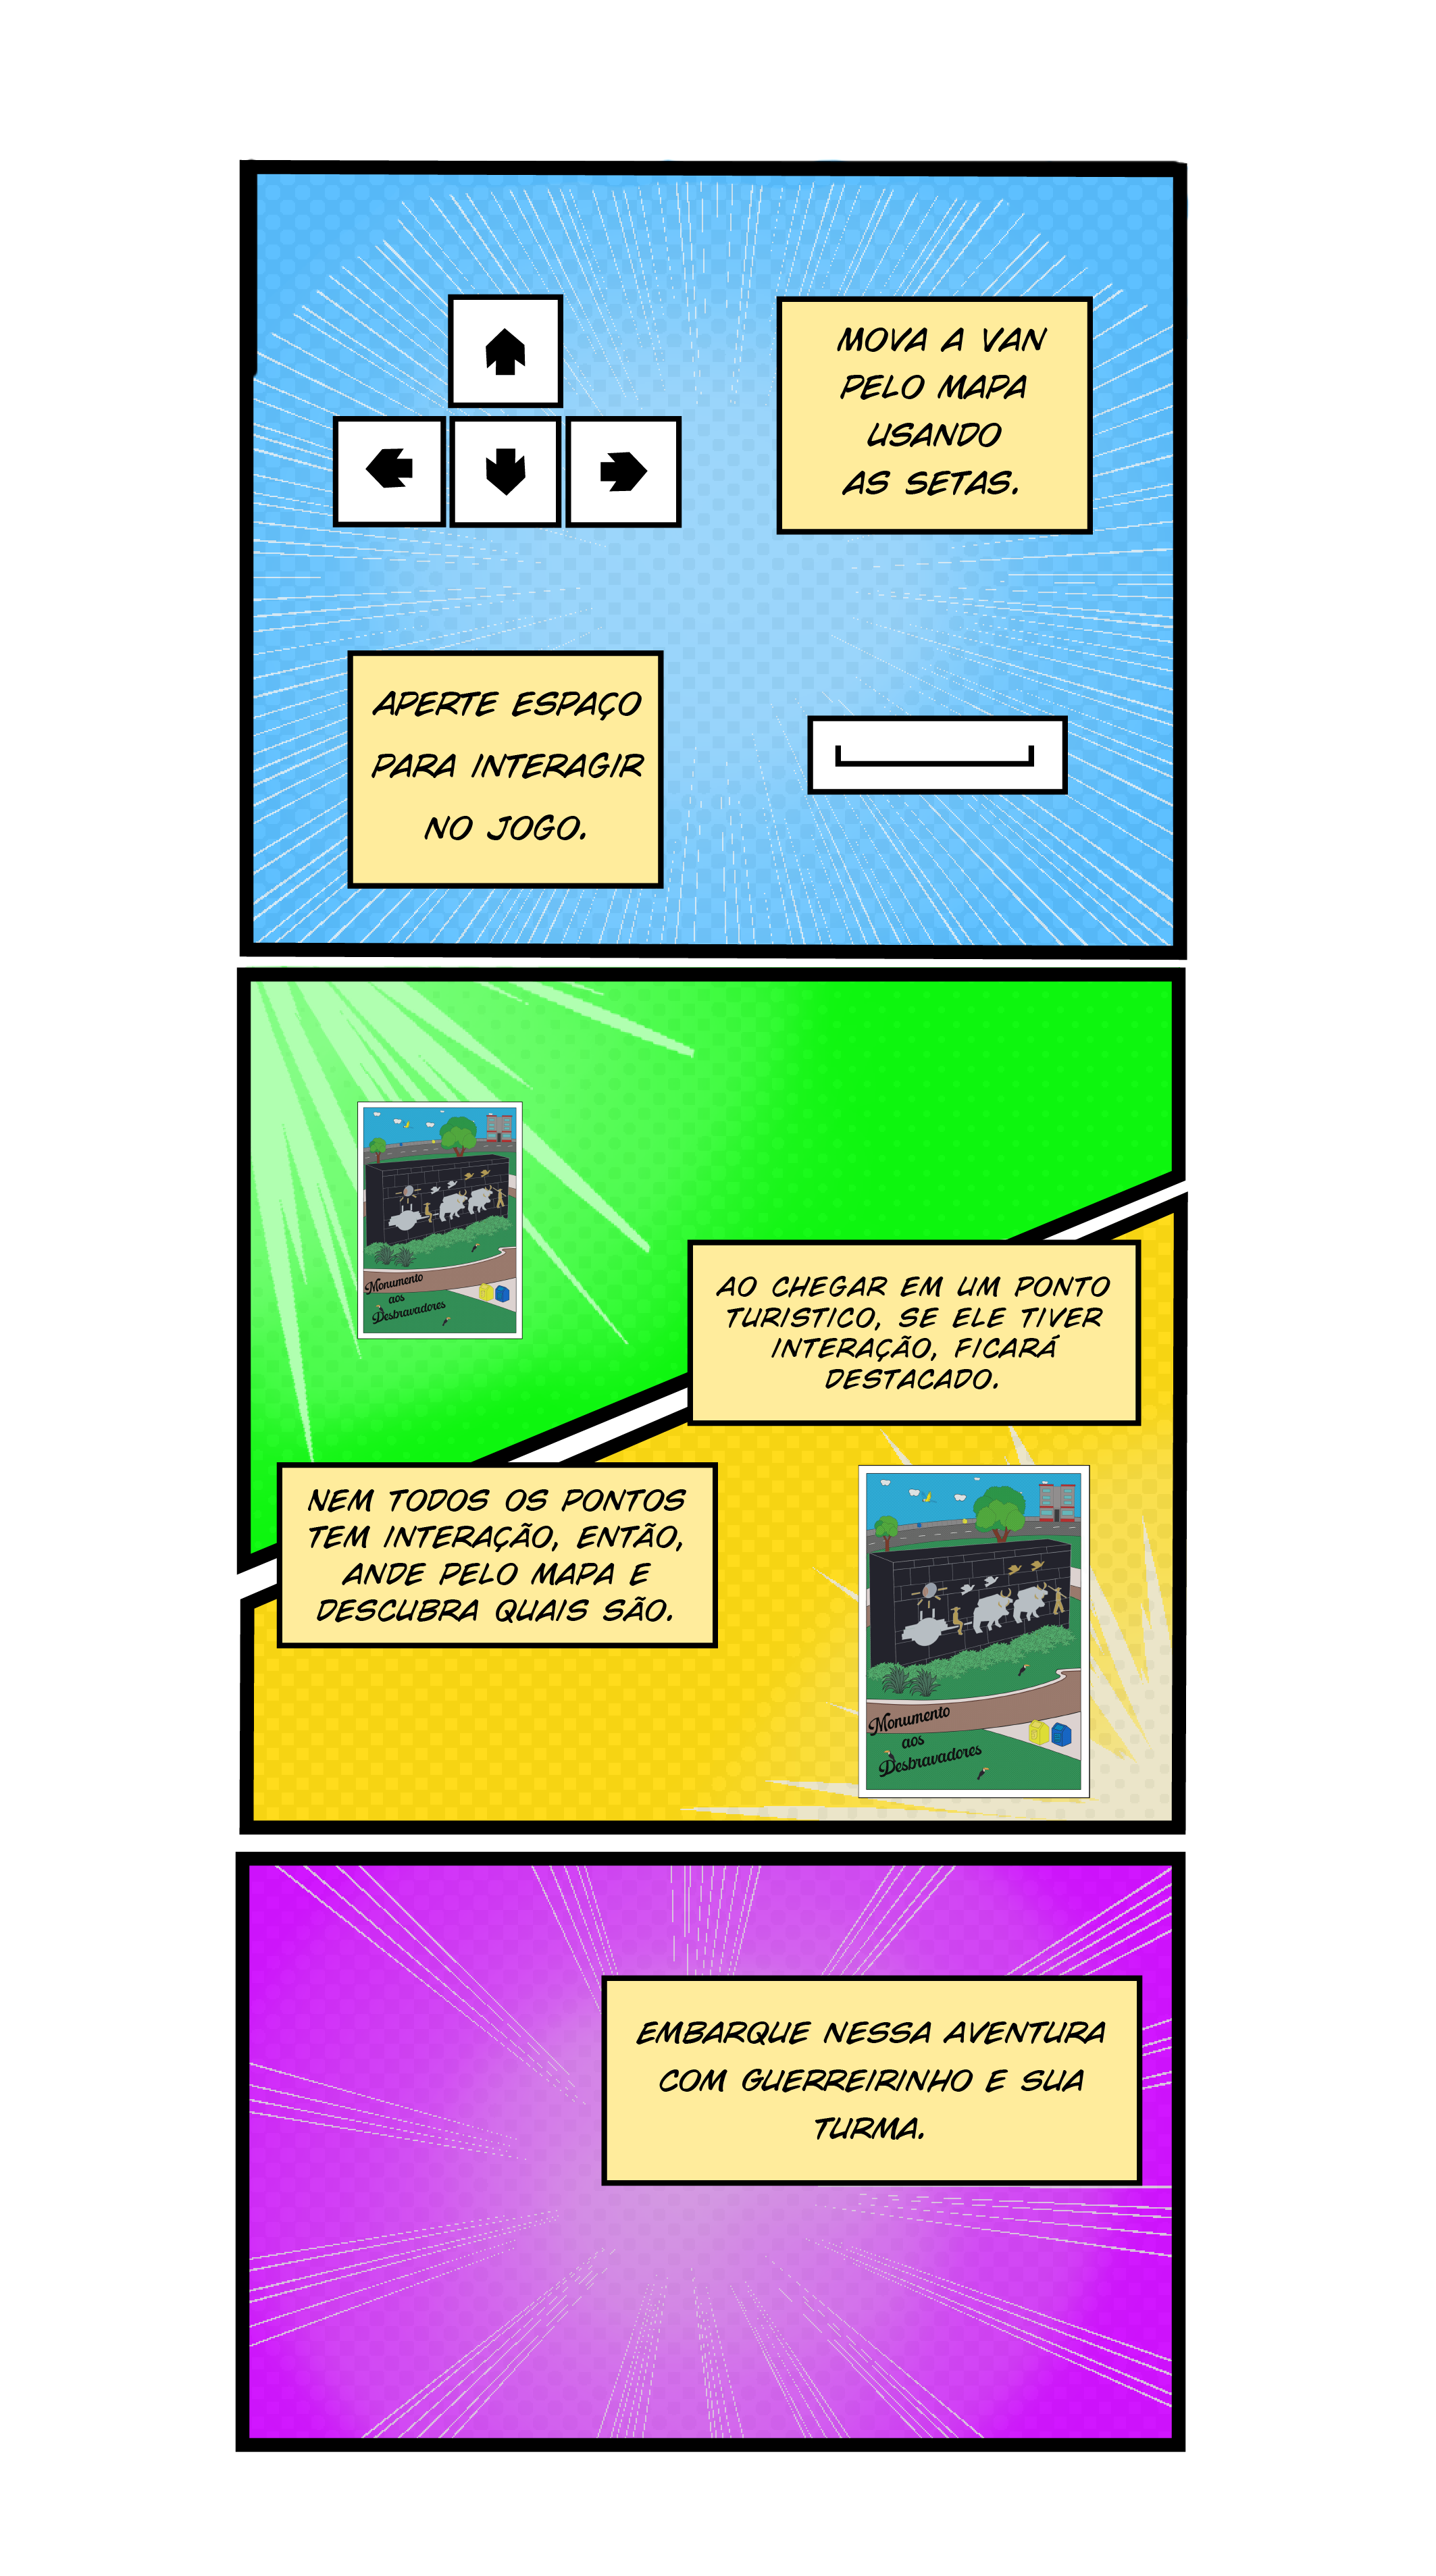 MOVA A VAN
PELO MAPA
USANDO
AS SETAS.
APERTE ESPAÇO
PARA INTERAGIR
NO JOGO.
Monumento
aos
Desbravadores
AO CHEGAR EM UM PONTO
TURISTICO, SE ELE TIVER
INTERAÇÃO, FICARÁ
DESTACADO.
NEM TODOS OS PONTOS
TEM INTERAÇÃO, ENTÃO,
ANDE PELO MAPA E
DESCUBRA QUAIS SÃO.
Monumento
aos
Desbravadores
EMBARQUE NESSA AVENTURA
COM GUERREIRINHO E SUA
TURMA.